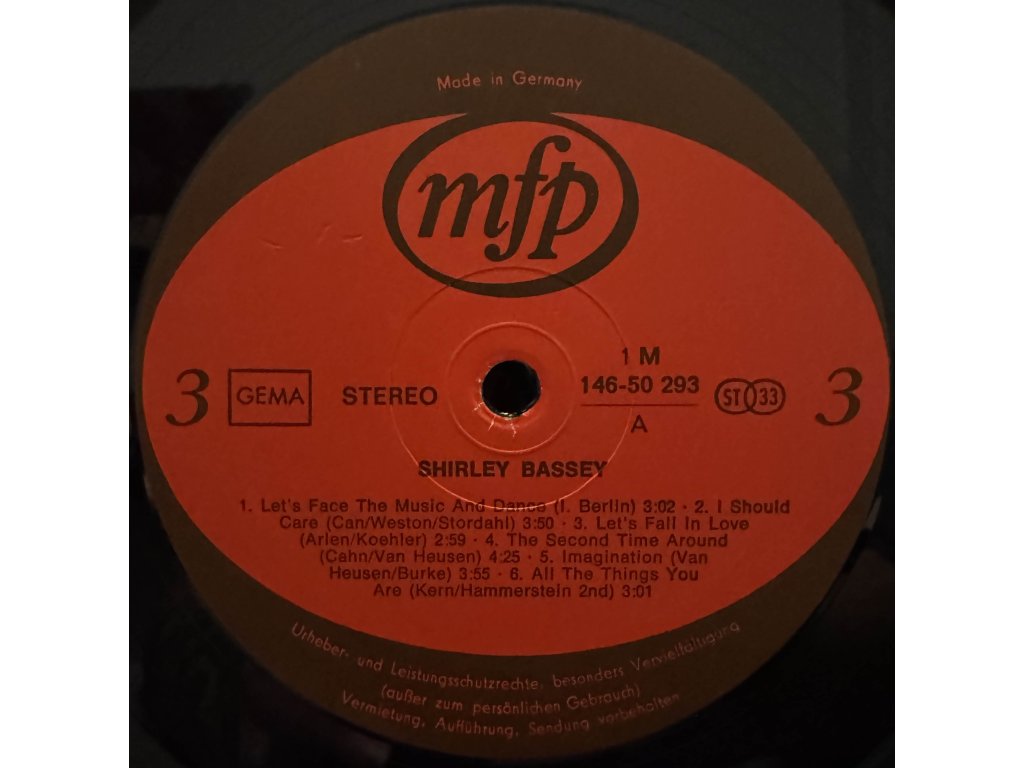 Made in Germany
mfp
1 M
3 GEMA STEREO 146-50 293 ST 33 3
A
SHIRLEY BASSEY
1. Let's Face The Music And Dance (I. Berlin) 3:02 · 2. I Should
Care (Can/Weston/Stordahl) 3:50 · 3. Let's Fall In Love
(Arlen/Koehler) 2:59 · 4. The Second Time Around
(Cahn/Van Heusen) 4:25 · 5. Imagination (Van
Heusen/Burke) 3:55 · 6. All The Things You
Are (Kern/Hammerstein 2nd) 3:01
Urheber- und Leistungsschutzrechte, besonders Vervielfältigung
(außer zum persönlichen Gebrauch)
Vermietung, Aufführung, Sendung vorbehalten